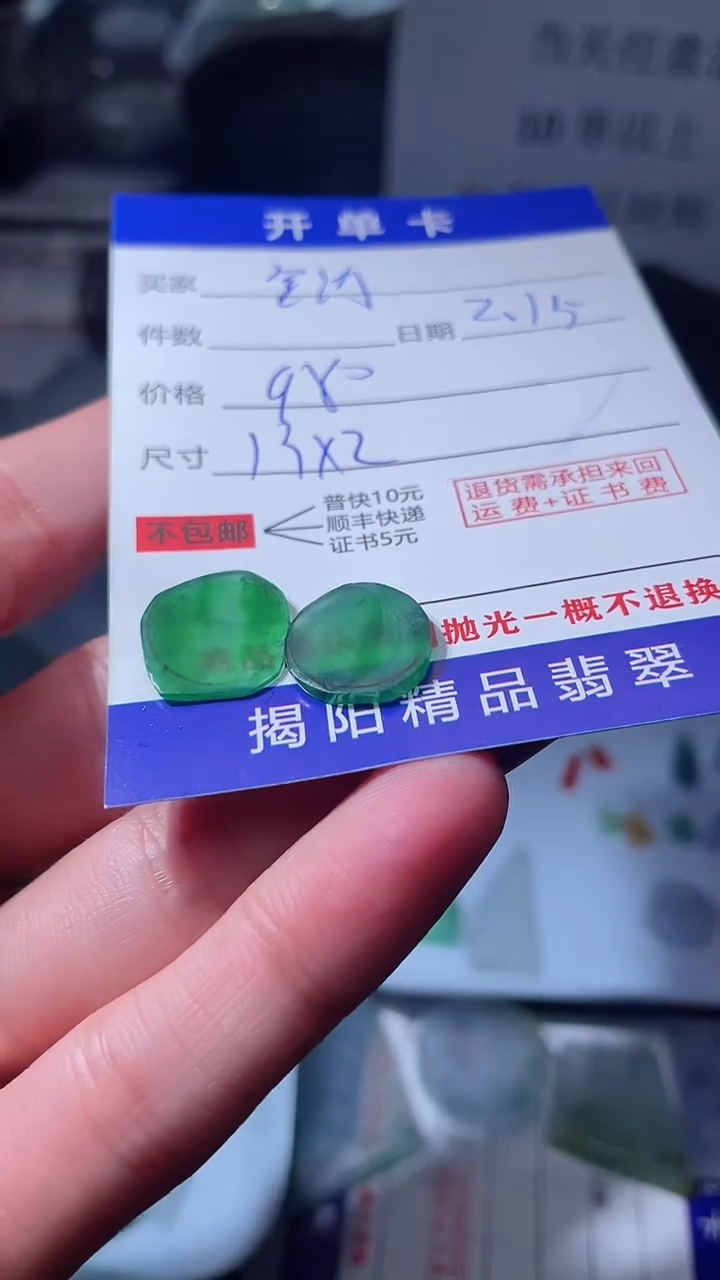 开单卡
买家
件数 日期 2.15
价格 980
尺寸 13X2
不包邮
普快10元
顺丰快递
证书5元
退货需承担来回
运费+证书费
抛光一概不退换
揭阳精品翡翠